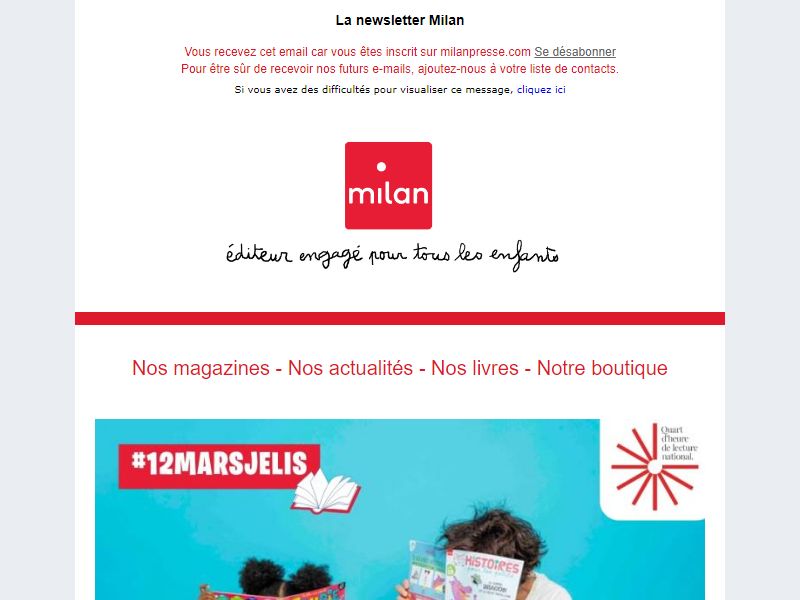 La newsletter Milan
Vous recevez cet email car vous êtes inscrit sur milanpresse.com Se désabonner
Pour être sûr de recevoir nos futurs e-mails, ajoutez-nous à votre liste de contacts.
Si vous avez des difficultés pour visualiser ce message, cliquez ici
milan
éditeur engagé pour tous les enfants
Nos magazines - Nos actualités - Nos livres - Notre boutique
#12MARSJELIS
Quart
d'heure
de lecture
national.
HISTOIRES